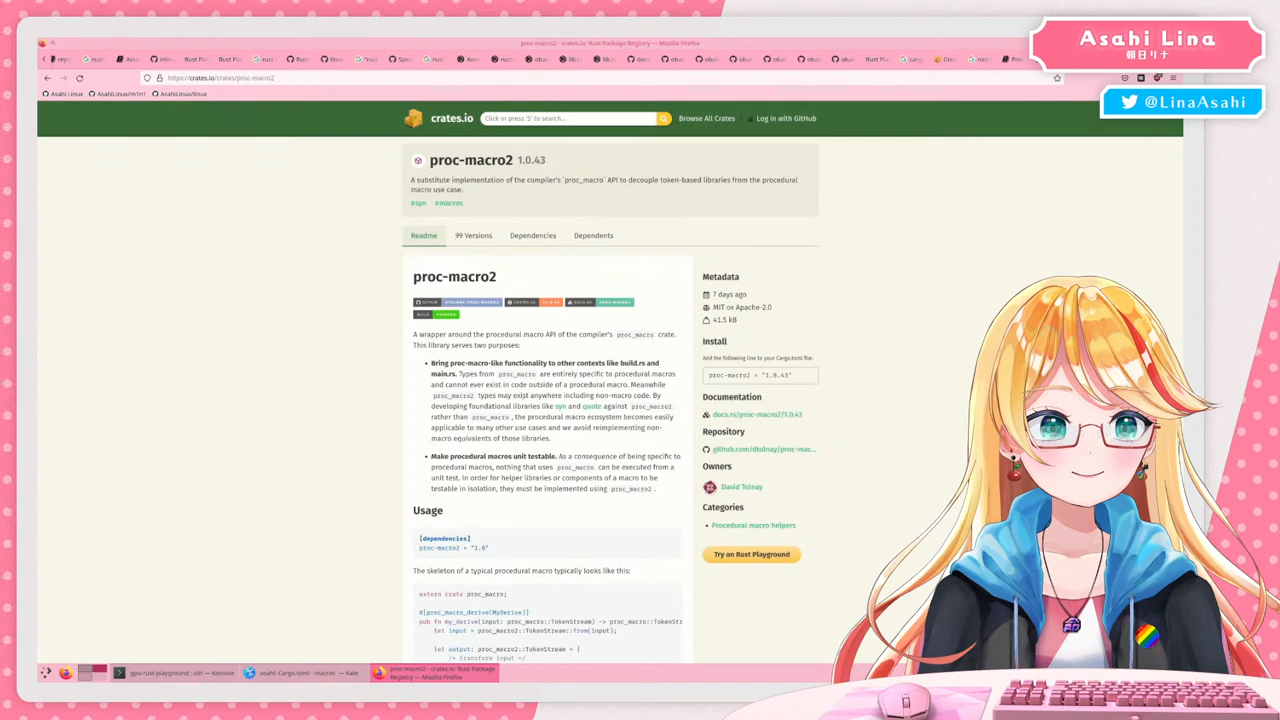 Asahi Lina
朝日リナ
@LinaAsahi
proc-macro2 - crates.io: Rust Package Registry — Mozilla Firefox
https://crates.io/crates/proc-macro2
AsahiLinux AsahiLinux/m1n1 AsahiLinux/linux
crates.io
Click or press 'S' to search...
Browse All Crates
Log in with GitHub
proc-macro2 1.0.43
A substitute implementation of the compiler's `proc_macro` API to decouple token-based libraries from the procedural
macro use case.
#syn #macros
Readme 99 Versions Dependencies Dependents
proc-macro2
A wrapper around the procedural macro API of the compiler's proc_macro crate.
This library serves two purposes:
• Bring proc-macro-like functionality to other contexts like build.rs and
main.rs. Types from proc_macro are entirely specific to procedural macros
and cannot ever exist in code outside of a procedural macro. Meanwhile
proc_macro2 types may exist anywhere including non-macro code. By
developing foundational libraries like syn and quote against proc_macro2
rather than proc_macro, the procedural macro ecosystem becomes easily
applicable to many other use cases and we avoid reimplementing non-
macro equivalents of those libraries.
• Make procedural macros unit testable. As a consequence of being specific to
procedural macros, nothing that uses proc_macro can be executed from a
unit test. In order for helper libraries or components of a macro to be
testable in isolation, they must be implemented using proc_macro2.
Usage
[dependencies]
proc-macro2 = "1.0"
The skeleton of a typical procedural macro typically looks like this:
extern crate proc_macro;
#[proc_macro_derive(MyDerive)]
pub fn my_derive(input: proc_macro::TokenStream) -> proc_macro::TokenStr
let input = proc_macro2::TokenStream::from(input);
let output: proc_macro2::TokenStream = {
/* transform input */
Metadata
7 days ago
MIT or Apache-2.0
41.5 kB
Install
Add the following line to your Cargo.toml file:
proc-macro2 = "1.0.43"
Documentation
docs.rs/proc-macro2/1.0.43
Repository
github.com/dtolnay/proc-mac...
Owners
David Tolnay
Categories
• Procedural macro helpers
Try on Rust Playground
gpu-rust-playground : zsh — Konsole
asahi: Cargo.toml - macros: — Kate
proc-macro2 - crates.io: Rust Package
Registry — Mozilla Firefox